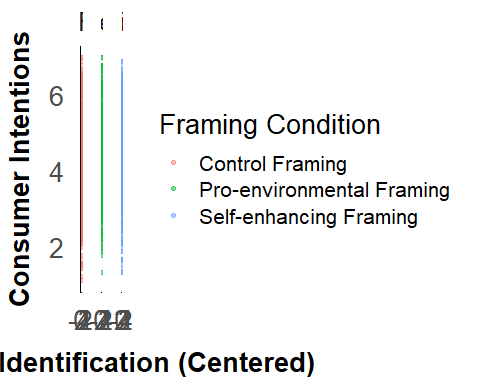 Consumer Intentions
6
4
2
Framing Condition
Control Framing
Pro-environmental Framing
Self-enhancing Framing
Identification (Centered)